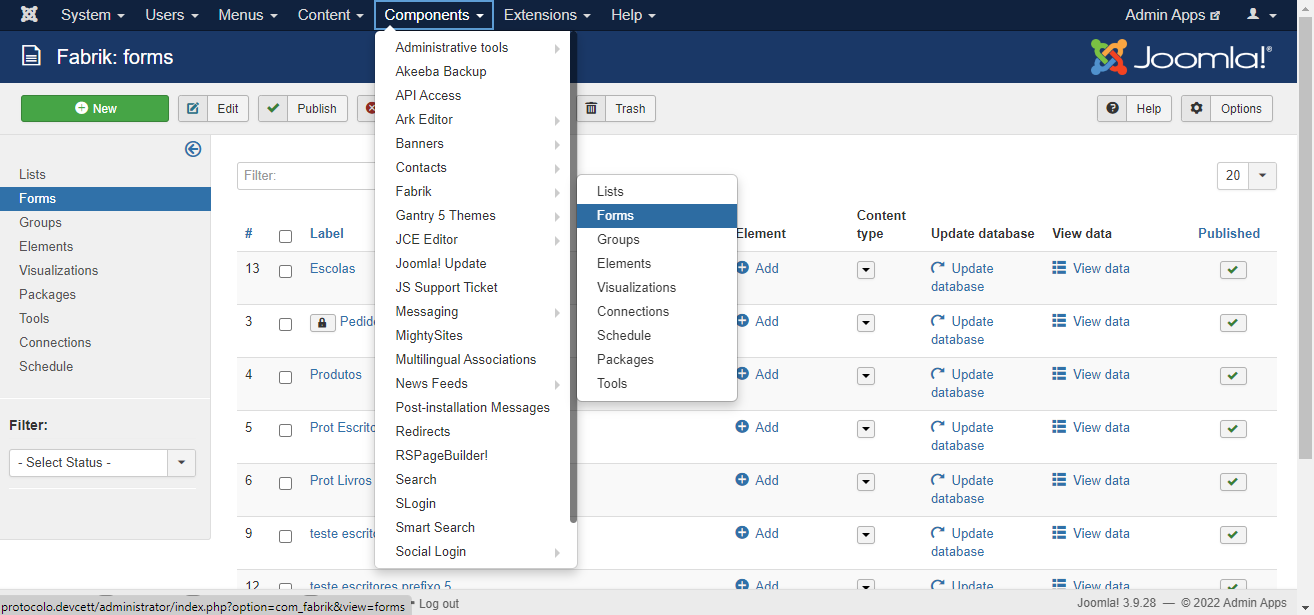 System Users Menus Content Components Extensions Help Admin Apps
Fabrik: forms Joomla!®
New Edit Publish Trash Help Options
Administrative tools
Akeeba Backup
API Access
Ark Editor
Banners
Contacts
Fabrik
Gantry 5 Themes
JCE Editor
Joomla! Update
JS Support Ticket
Messaging
MightySites
Multilingual Associations
News Feeds
Post-installation Messages
Redirects
RSPageBuilder!
Search
SLogin
Smart Search
Social Login
Lists
Forms
Groups
Elements
Visualizations
Connections
Schedule
Packages
Tools
Lists
Forms
Groups
Elements
Visualizations
Packages
Tools
Connections
Schedule
Filter:
- Select Status -
Filter: 20
# Label Element Content type Update database View data Published
13 Escolas Add Update database View data
3 Add Update database View data
4 Produtos Add Update database View data
5 Prot Add Update database View data
6 Prot Livros Add Update database View data
9 teste Add Update database View data
12 teste escritores prefixo 5 Add Update View data
protocolo.devcett/administrator/index.php?option=com_fabrik&view=forms Log out Joomla! 3.9.28 — © 2022 Admin Apps